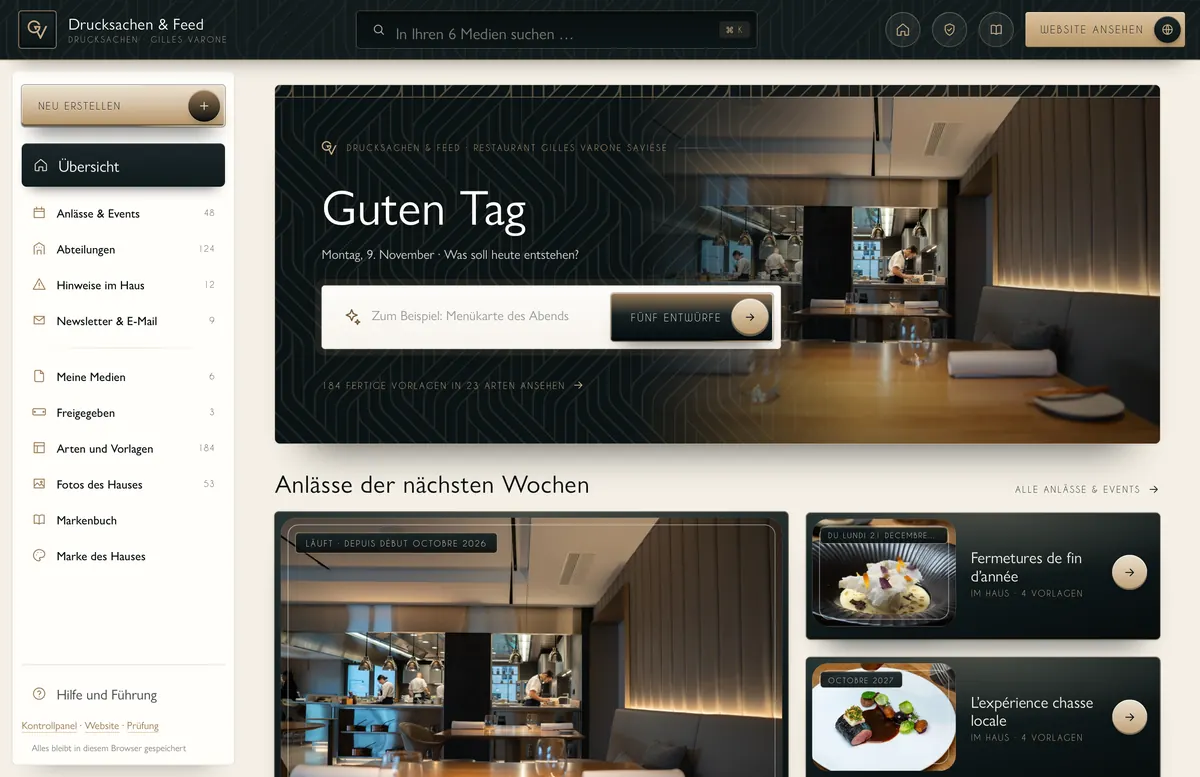 GV
Drucksachen & Feed
DRUCKSACHEN · GILLES VARONE
In Ihren 6 Medien suchen …
⌘ K
WEBSITE ANSEHEN
NEU ERSTELLEN
Übersicht
Anlässe & Events 48
Abteilungen 124
Hinweise im Haus 12
Newsletter & E-Mail 9
Meine Medien 6
Freigegeben 3
Arten und Vorlagen 184
Fotos des Hauses 53
Markenbuch
Marke des Hauses
Hilfe und Führung
Kontrollpanel · Website · Prüfung
Alles bleibt in diesem Browser gespeichert
GV DRUCKSACHEN & FEED · RESTAURANT GILLES VARONE SAVIÈSE
Guten Tag
Montag, 9. November · Was soll heute entstehen?
Zum Beispiel: Menükarte des Abends
FÜNF ENTWÜRFE
184 FERTIGE VORLAGEN IN 23 ARTEN ANSEHEN
Anlässe der nächsten Wochen
ALLE ANLÄSSE & EVENTS
LÄUFT · DEPUIS DÉBUT OCTOBRE 2026
DU LUNDI 21 DÉCEMBRE…
Fermetures de fin
d'année
IM HAUS · 4 VORLAGEN
OCTOBRE 2027
L'expérience chasse
locale
IM HAUS · 4 VORLAGEN